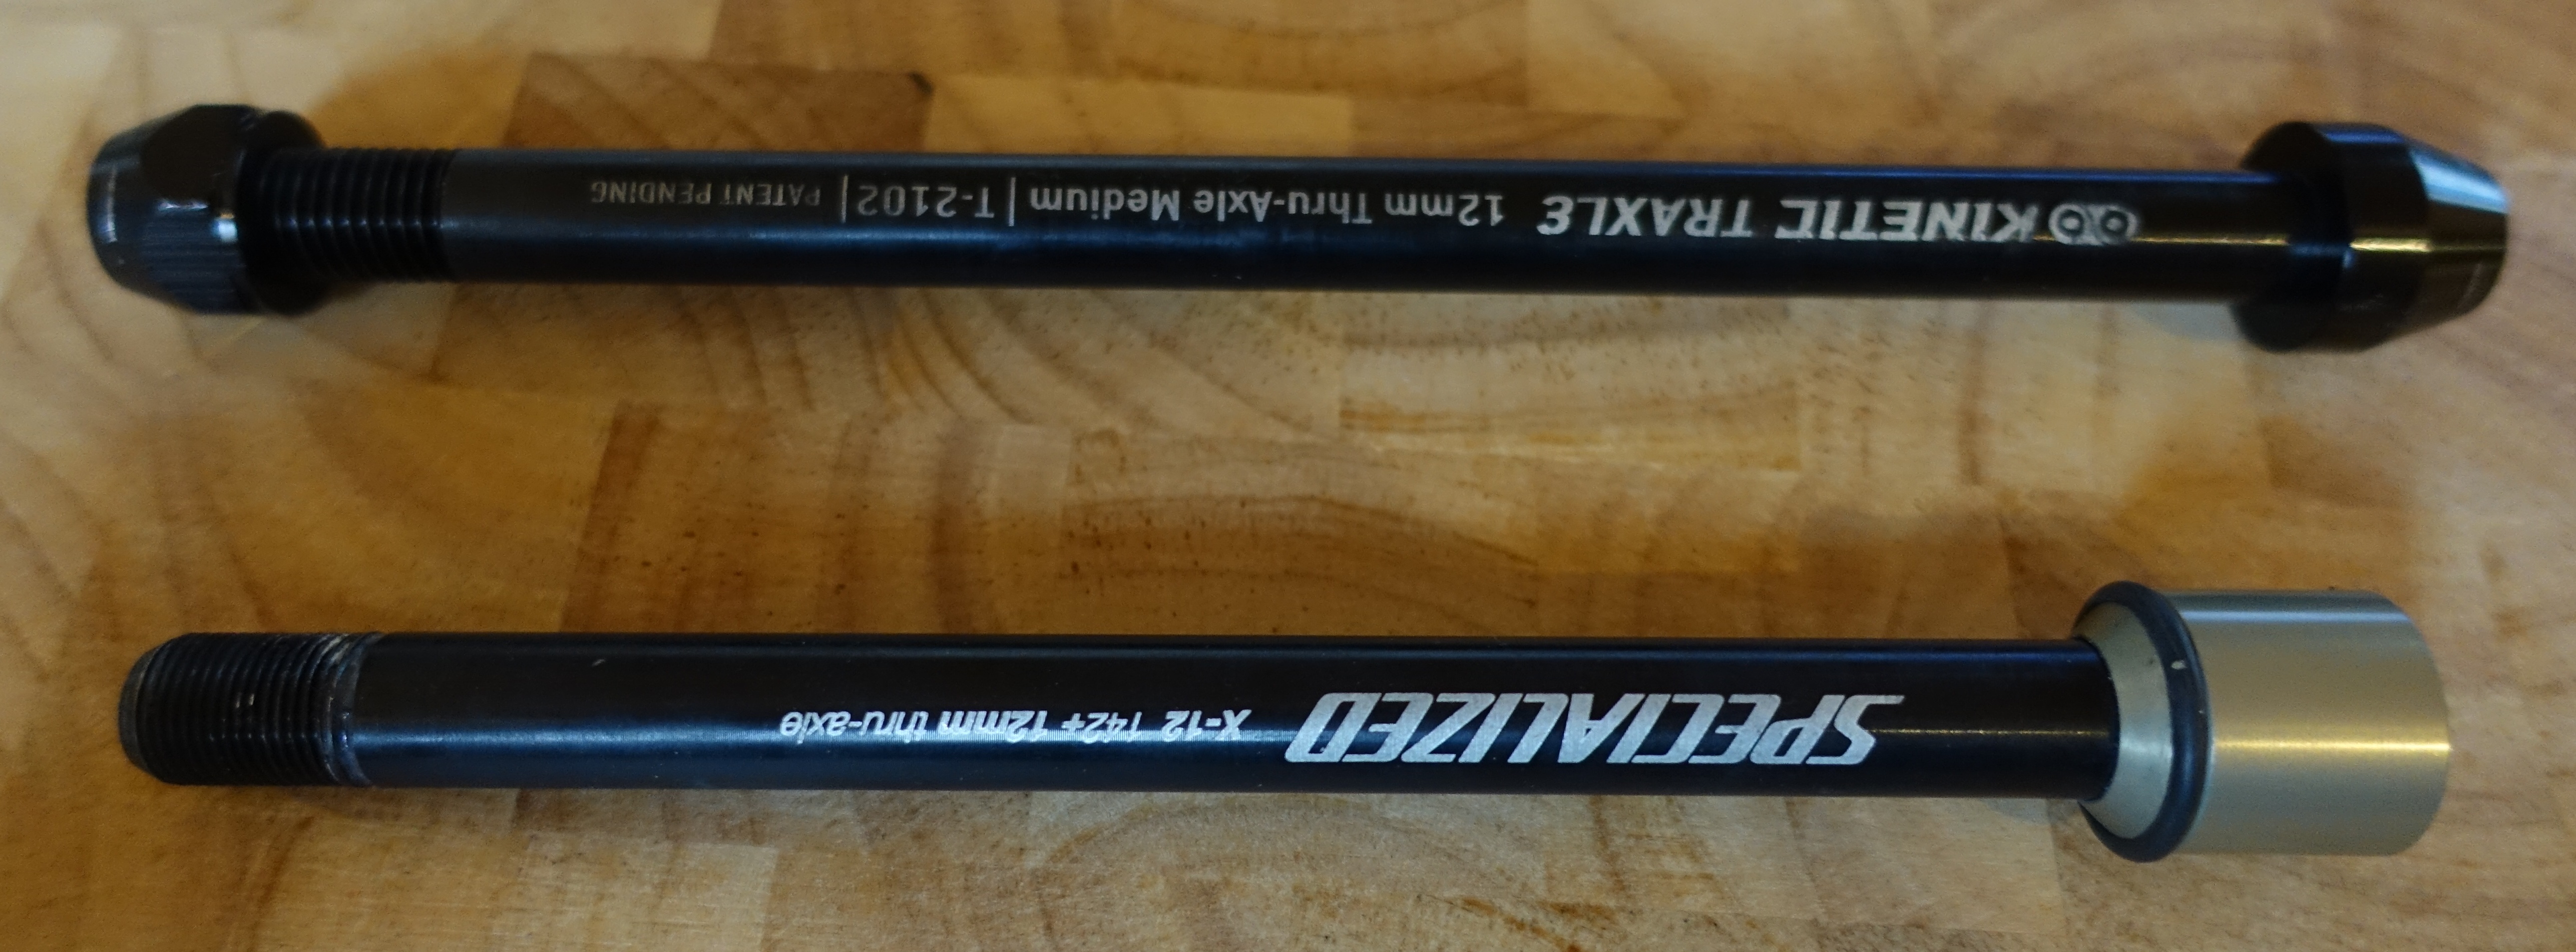 KINETIC TRAXLE 12mm Thru-Axle Medium | T-2102 | PATENT PENDING
SPECIALIZED X-12 142+ 12mm thru-axle